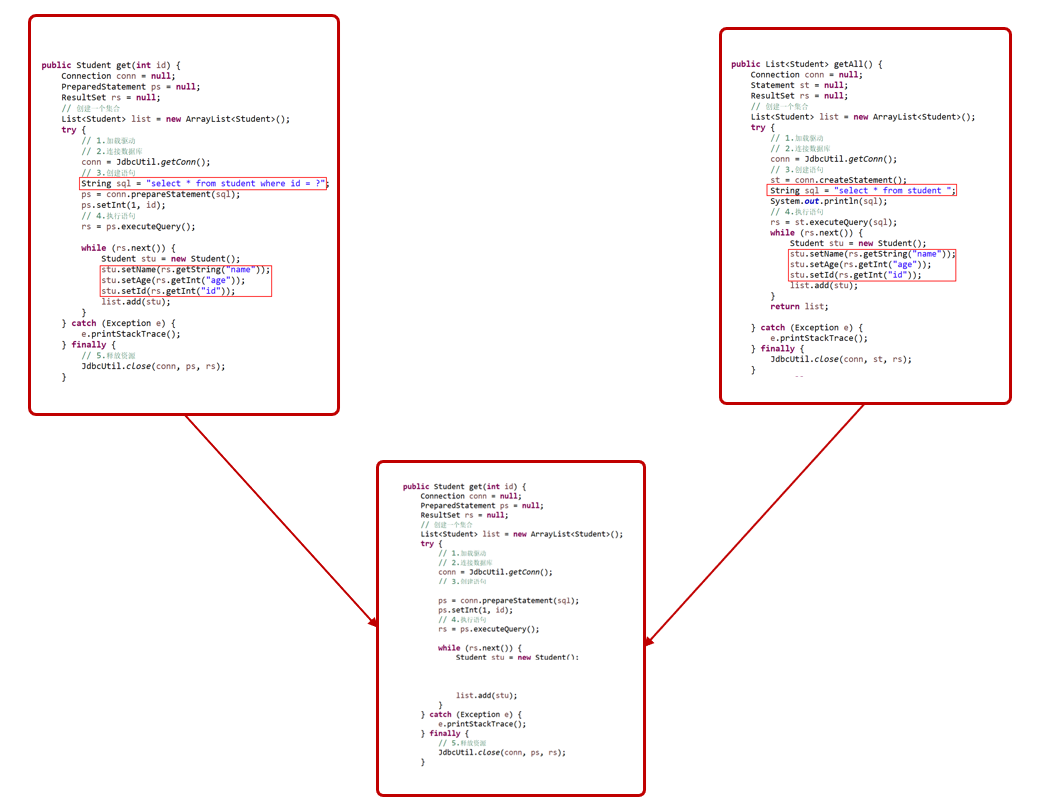 public Student get(int id) {
Connection conn = null;
PreparedStatement ps = null;
ResultSet rs = null;
// 创建一个集合
List<Student> list = new ArrayList<Student>();
try {
// 1.加载驱动
// 2.连接数据库
conn = JdbcUtil.getConn();
// 3.创建语句
String sql = "select * from student where id = ?";
ps = conn.prepareStatement(sql);
ps.setInt(1, id);
// 4.执行语句
rs = ps.executeQuery();
while (rs.next()) {
Student stu = new Student();
stu.setName(rs.getString("name"));
stu.setAge(rs.getInt("age"));
stu.setId(rs.getInt("id"));
list.add(stu);
}
} catch (Exception e) {
e.printStackTrace();
} finally {
// 5.释放资源
JdbcUtil.close(conn, ps, rs);
}
public List<Student> getAll() {
Connection conn = null;
Statement st = null;
ResultSet rs = null;
// 创建一个集合
List<Student> list = new ArrayList<Student>();
try {
// 1.加载驱动
// 2.连接数据库
conn = JdbcUtil.getConn();
// 3.创建语句
st = conn.createStatement();
String sql = "select * from student ";
System.out.println(sql);
// 4.执行语句
rs = st.executeQuery(sql);
while (rs.next()) {
Student stu = new Student();
stu.setName(rs.getString("name"));
stu.setAge(rs.getInt("age"));
stu.setId(rs.getInt("id"));
list.add(stu);
}
return list;
} catch (Exception e) {
e.printStackTrace();
} finally {
JdbcUtil.close(conn, st, rs);
}
public Student get(int id) {
Connection conn = null;
PreparedStatement ps = null;
ResultSet rs = null;
// 创建一个集合
List<Student> list = new ArrayList<Student>();
try {
// 1.加载驱动
// 2.连接数据库
conn = JdbcUtil.getConn();
// 3.创建语句
ps = conn.prepareStatement(sql);
ps.setInt(1, id);
// 4.执行语句
rs = ps.executeQuery();
while (rs.next()) {
Student stu = new Student();
list.add(stu);
}
} catch (Exception e) {
e.printStackTrace();
} finally {
// 5.释放资源
JdbcUtil.close(conn, ps, rs);
}